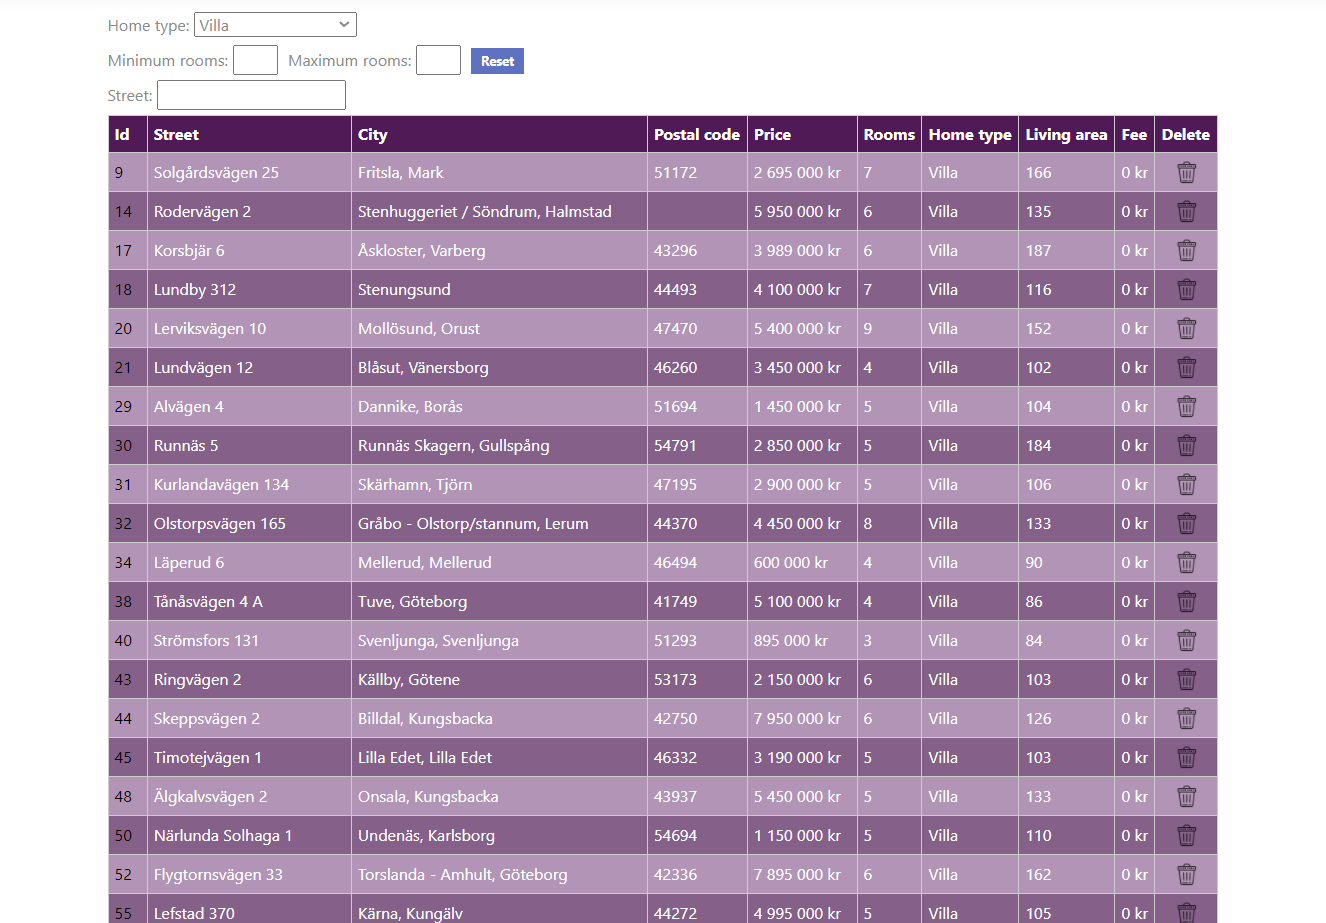 Home type: Villa
Minimum rooms: Maximum rooms: Reset
Street:
Id Street City Postal code Price Rooms Home type Living area Fee Delete
9 Solgårdsvägen 25 Fritsla, Mark 51172 2 695 000 kr 7 Villa 166 0 kr
14 Rodervägen 2 Stenhuggeriet / Söndrum, Halmstad 5 950 000 kr 6 Villa 135 0 kr
17 Korsbjär 6 Åskloster, Varberg 43296 3 989 000 kr 6 Villa 187 0 kr
18 Lundby 312 Stenungsund 44493 4 100 000 kr 7 Villa 116 0 kr
20 Lerviksvägen 10 Mollösund, Orust 47470 5 400 000 kr 9 Villa 152 0 kr
21 Lundvägen 12 Blåsut, Vänersborg 46260 3 450 000 kr 4 Villa 102 0 kr
29 Alvägen 4 Dannike, Borås 51694 1 450 000 kr 5 Villa 104 0 kr
30 Runnäs 5 Runnäs Skagern, Gullspång 54791 2 850 000 kr 5 Villa 184 0 kr
31 Kurlandavägen 134 Skärhamn, Tjörn 47195 2 900 000 kr 5 Villa 106 0 kr
32 Olstorpsvägen 165 Gråbo - Olstorp/stannum, Lerum 44370 4 450 000 kr 8 Villa 133 0 kr
34 Läperud 6 Mellerud, Mellerud 46494 600 000 kr 4 Villa 90 0 kr
38 Tånåsvägen 4 A Tuve, Göteborg 41749 5 100 000 kr 4 Villa 86 0 kr
40 Strömsfors 131 Svenljunga, Svenljunga 51293 895 000 kr 3 Villa 84 0 kr
43 Ringvägen 2 Källby, Götene 53173 2 150 000 kr 6 Villa 103 0 kr
44 Skeppsvägen 2 Billdal, Kungsbacka 42750 7 950 000 kr 6 Villa 126 0 kr
45 Timotejvägen 1 Lilla Edet, Lilla Edet 46332 3 190 000 kr 5 Villa 103 0 kr
48 Älgkalvsvägen 2 Onsala, Kungsbacka 43937 5 450 000 kr 5 Villa 133 0 kr
50 Närlunda Solhaga 1 Undenäs, Karlsborg 54694 1 150 000 kr 5 Villa 110 0 kr
52 Flygtornsvägen 33 Torslanda - Amhult, Göteborg 42336 7 895 000 kr 6 Villa 162 0 kr
55 Lefstad 370 Kärna, Kungälv 44272 4 995 000 kr 5 Villa 105 0 kr